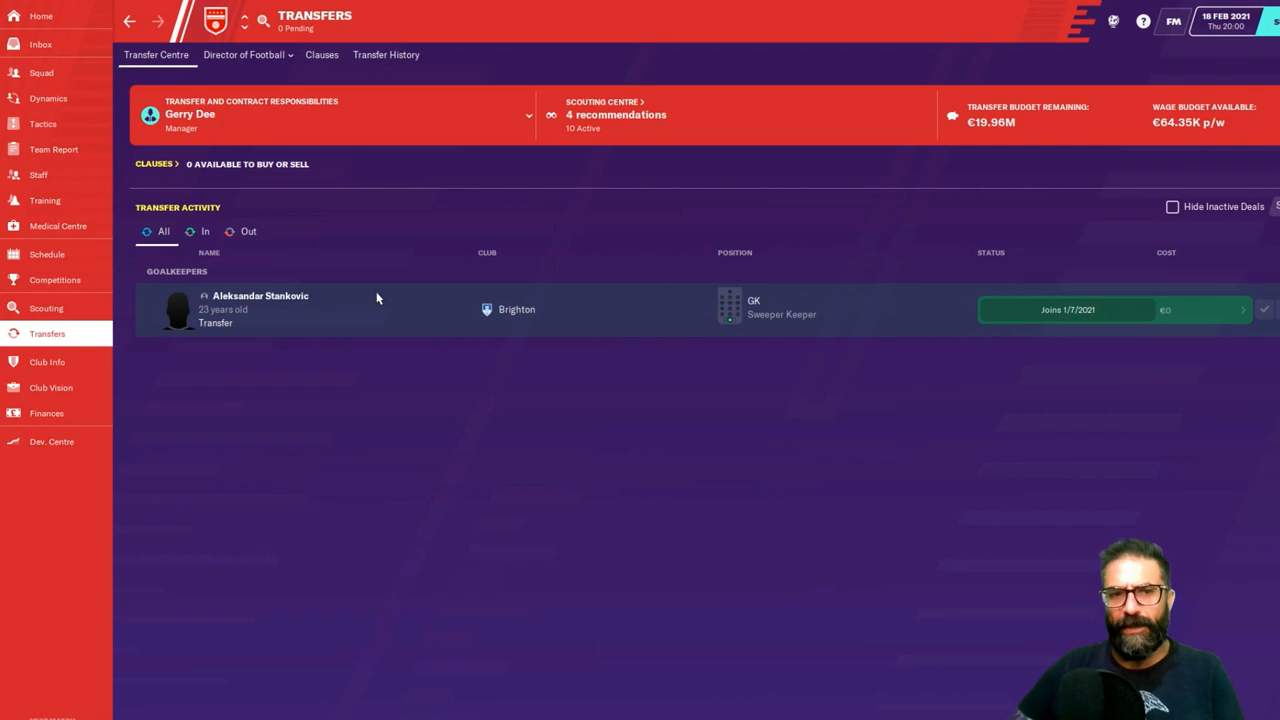 Home
Inbox
Squad
Dynamics
Tactics
Team Report
Staff
Training
Medical Centre
Schedule
Competitions
Scouting
Transfers
Club Info
Club Vision
Finances
Dev. Centre
TRANSFERS
0 Pending
FM
18 FEB 2021
Thu 20:00
Transfer Centre
Director of Football
Clauses
Transfer History
TRANSFER AND CONTRACT RESPONSIBILITIES
Gerry Dee
Manager
SCOUTING CENTRE >
4 recommendations
10 Active
TRANSFER BUDGET REMAINING:
€19.96M
WAGE BUDGET AVAILABLE:
€64.35K p/w
CLAUSES > 0 AVAILABLE TO BUY OR SELL
TRANSFER ACTIVITY
Hide Inactive Deals
All
In
Out
NAME
CLUB
POSITION
STATUS
COST
GOALKEEPERS
Aleksandar Stankovic
23 years old
Transfer
Brighton
GK
Sweeper Keeper
Joins 1/7/2021
€0